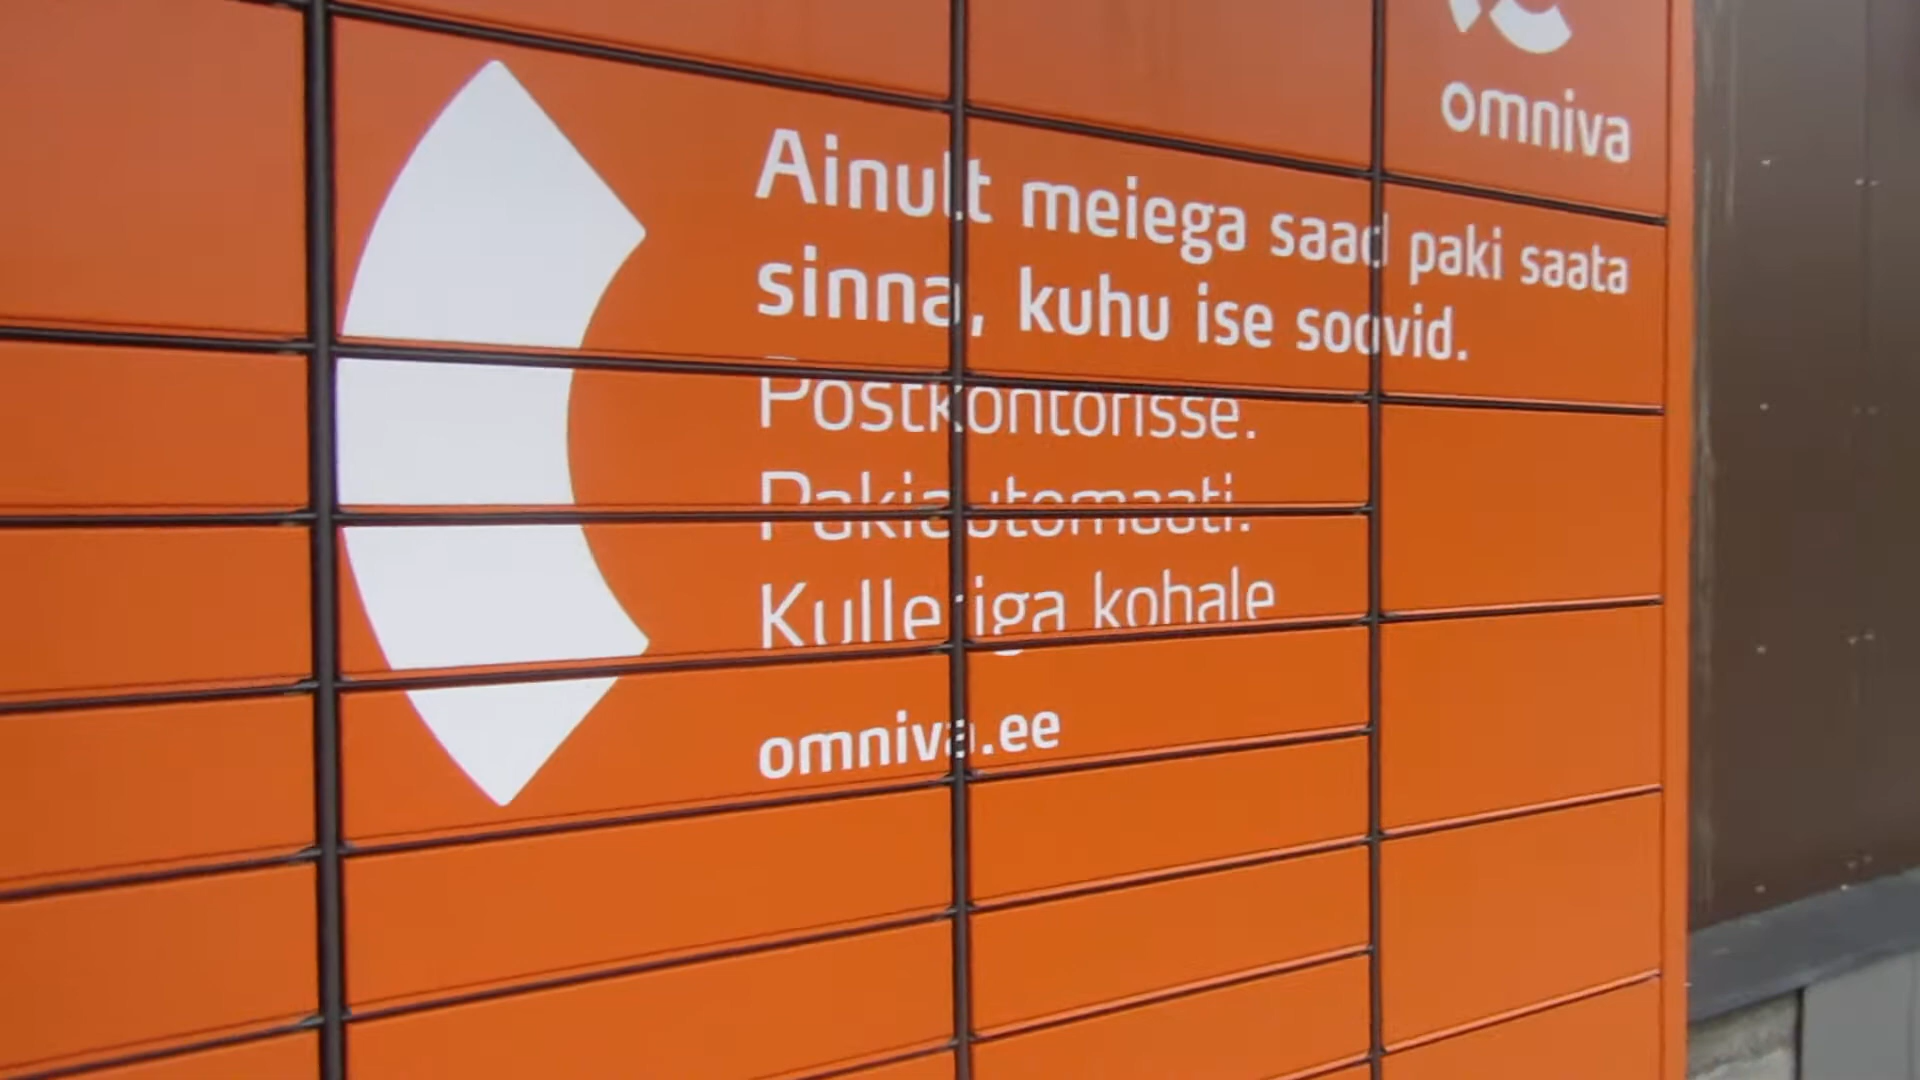 omniva
Ainult meiega saad paki saata
sinna, kuhu ise soovid.
Postkontorisse.
Pakiautomaati.
Kulleriga kohale
omniva.ee